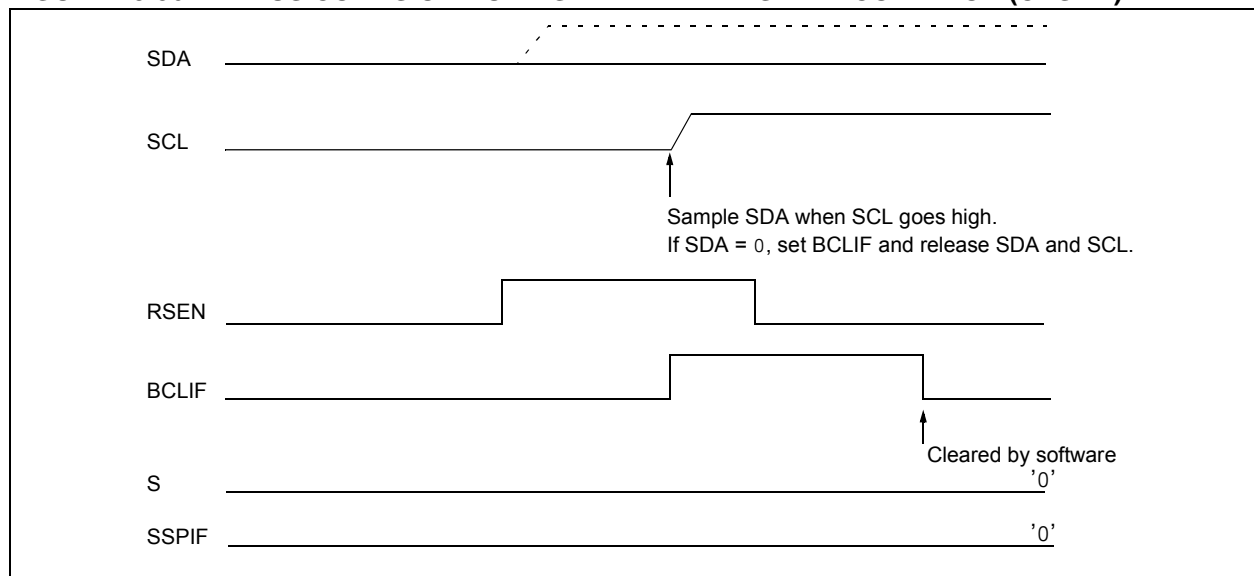 SDA
SCL
Sample SDA when SCL goes high.
If SDA = 0, set BCLIF and release SDA and SCL.
RSEN
BCLIF
Cleared by software
S
'0'
SSPIF
'0'